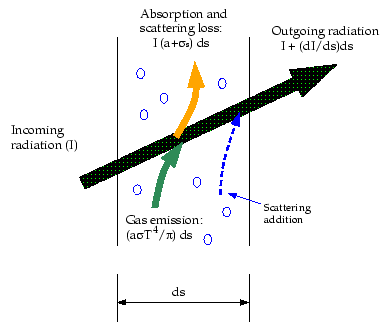 Absorption and
scattering loss:
I (a+σₛ) ds
Outgoing radiation
I + (dI/ds)ds
Incoming
radiation (I)
Gas emission:
(aσT⁴/π) ds
Scattering
addition
ds